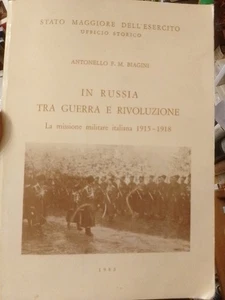 STATO MAGGIORE DELL'ESERCITO
UFFICIO STORICO
ANTONELLO F. M. BIAGINI
IN RUSSIA
TRA GUERRA E RIVOLUZIONE
La missione militare italiana 1915-1918